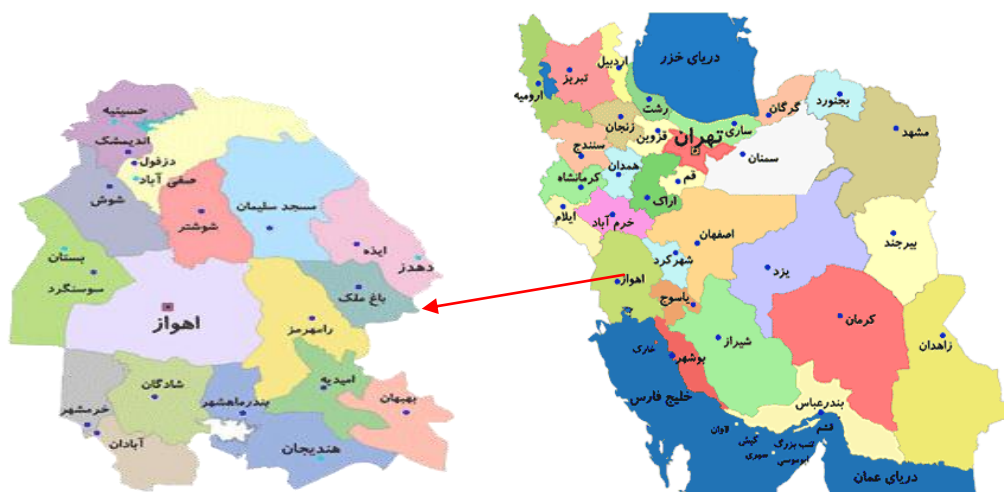 دریای خزر
اردبیل
تبریز
ارومیه
رشت
گرگان
بجنورد
مشهد
زنجان
قزوین
ساری
تهران
سنندج
همدان
سمنان
کرمانشاه
قم
اراک
ایلام
خرم آباد
اصفهان
بیرجند
شهرکرد
یزد
اهواز
یاسوج
کرمان
زاهدان
شیراز
خارک
بوشهر
خلیج فارس
بندرعباس
قشم
لاوان
کیش
تنب بزرگ
سیری
ابوموسی
دریای عمان
حسینیه
اندیمشک
دزفول
صفی آباد
شوش
شوشتر
مسجد سلیمان
ایذه
دهدز
بستان
سوسنگرد
باغ ملک
اهواز
رامهرمز
شادگان
امیدیه
بهبهان
خرمشهر
بندرماهشهر
آبادان
هندیجان